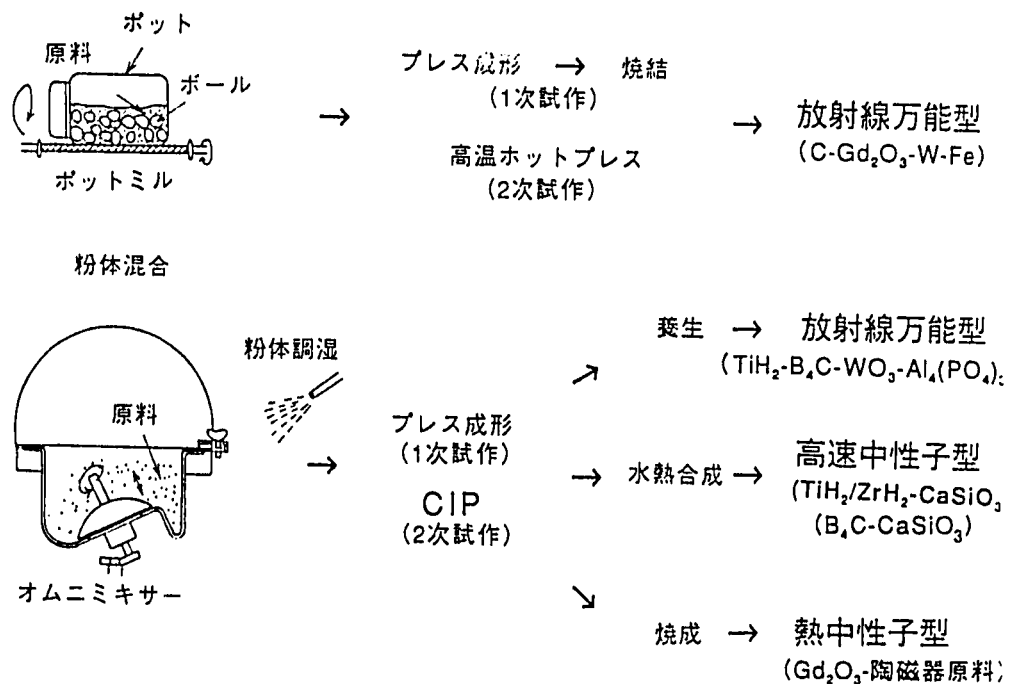 ポット
原料
ボール
ポットミル
プレス成形 → 焼結
(1次試作)
高温ホットプレス
(2次試作)
放射線万能型
(C-Gd₂O₃-W-Fe)
粉体混合
粉体調湿
原料
オムニミキサー
プレス成形
(1次試作)
CIP
(2次試作)
養生 → 放射線万能型
(TiH₂-B₄C-WO₃-Al₄(PO₄)
水熱合成 → 高速中性子型
(TiH₂/ZrH₂-CaSiO₃
(B₄C-CaSiO₃)
焼成 → 熱中性子型
(Gd₂O₃-陶磁器原料)